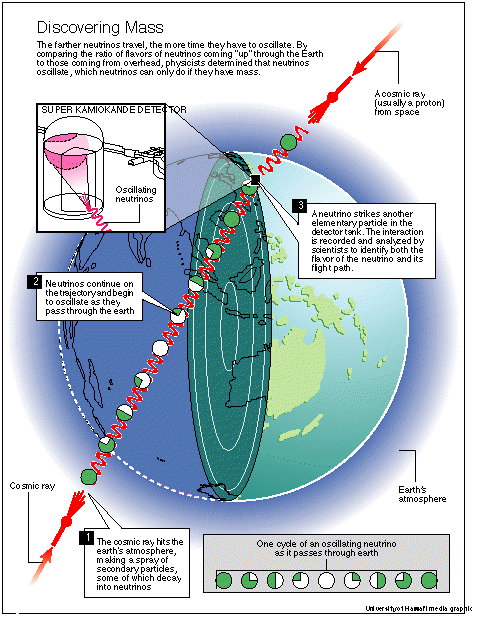 Discovering Mass
The farther neutrinos travel, the more time they have to oscillate. By
comparing the ratio of flavors of neutrinos coming "up" through the Earth
to those coming from overhead, physicists determined that neutrinos
oscillate, which neutrinos can only do if they have mass.
A cosmic ray
(usually a proton)
from space
SUPER KAMIOKANDE DETECTOR
Oscillating
neutrinos
3
A neutrino strikes another
elementary particle in the
detector tank. The interaction
is recorded and analyzed by
scientists to identify both the
flavor of the neutrino and its
flight path.
2
Neutrinos continue on
the trajectory and begin
to oscillate as they
pass through the earth
Cosmic ray
Earth's
atmosphere
1
The cosmic ray hits the
earth's atmosphere,
making a spray of
secondary particles,
some of which decay
into neutrinos
One cycle of an oscillating neutrino
as it passes through earth
University of Hawai'i media graphic